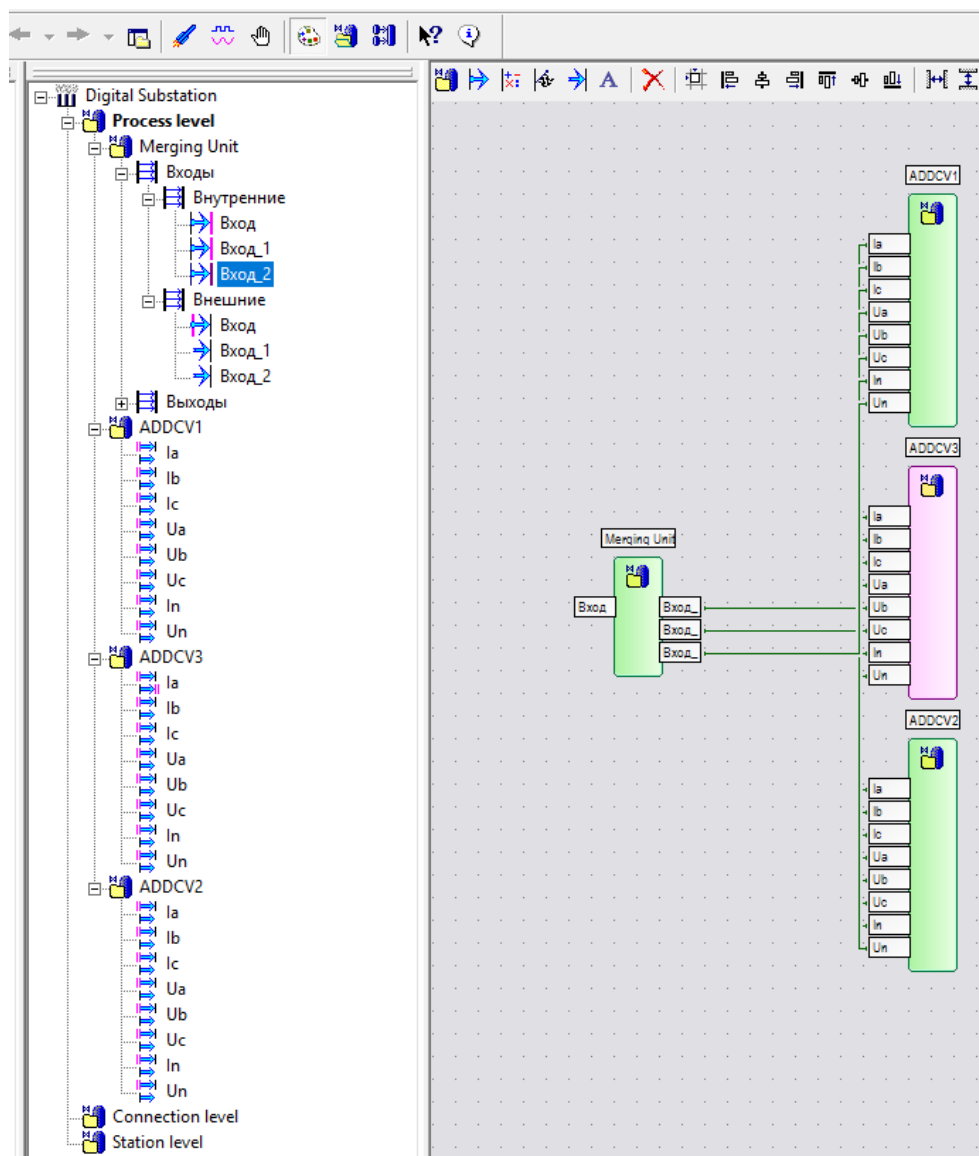 Digital Substation
Process level
Merging Unit
Входы
Внутренние
Вход
Вход_1
Вход_2
Внешние
Вход
Вход_1
Вход_2
Выходы
ADDCV1
Ia
Ib
Ic
Ua
Ub
Uc
In
Un
ADDCV3
Ia
Ib
Ic
Ua
Ub
Uc
In
Un
ADDCV2
Ia
Ib
Ic
Ua
Ub
Uc
In
Un
Connection level
Station level
A
ADDCV1
Ia
Ib
Ic
Ua
Ub
Uc
In
Un
ADDCV3
Ia
Ib
Ic
Ua
Ub
Uc
In
Un
Merging Unit
Вход
Вход_
Вход_
Вход_
ADDCV2
Ia
Ib
Ic
Ua
Ub
Uc
In
Un